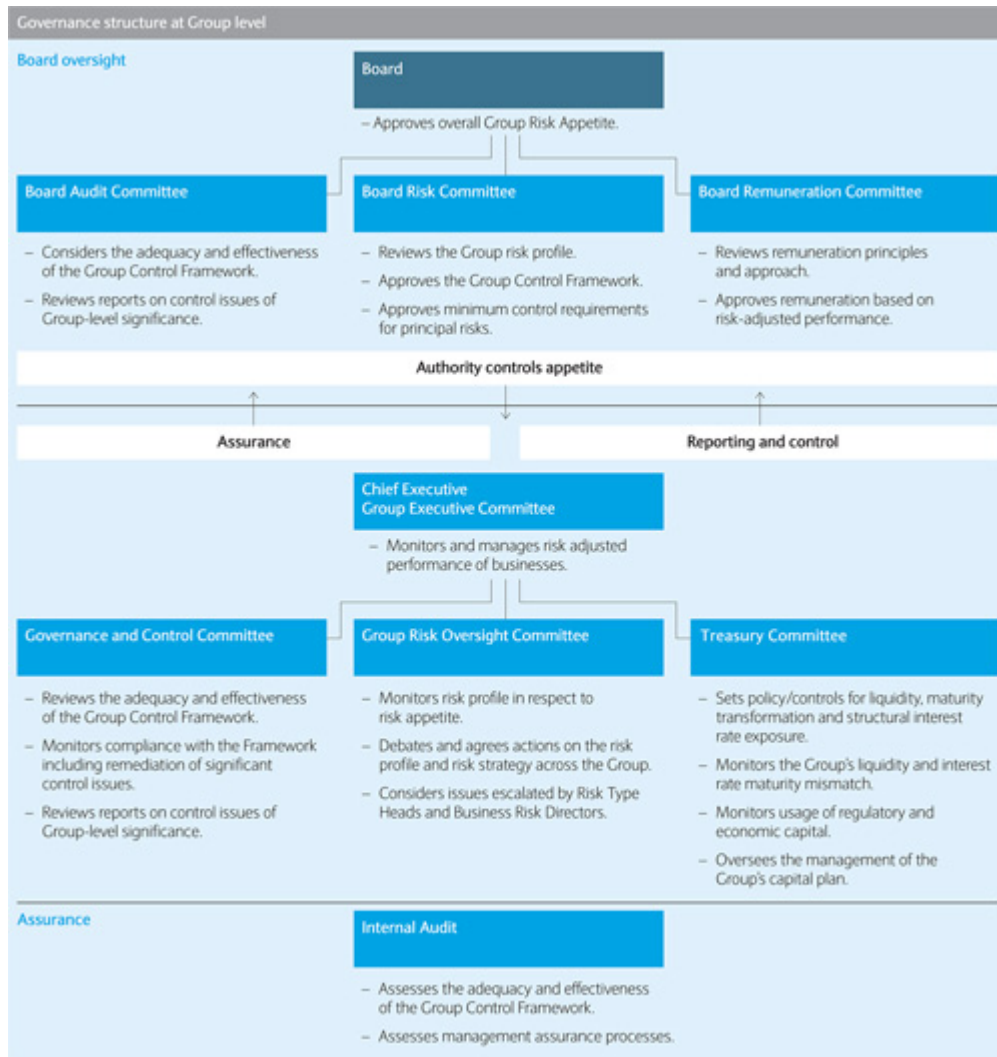 Governance structure at Group level
Board oversight
Board
– Approves overall Group Risk Appetite.
Board Audit Committee
– Considers the adequacy and effectiveness
of the Group Control Framework.
– Reviews reports on control issues of
Group-level significance.
Board Risk Committee
– Reviews the Group risk profile.
– Approves the Group Control Framework.
– Approves minimum control requirements
for principal risks.
Board Remuneration Committee
– Reviews remuneration principles
and approach.
– Approves remuneration based on
risk-adjusted performance.
Authority controls appetite
Assurance
Reporting and control
Chief Executive
Group Executive Committee
– Monitors and manages risk adjusted
performance of businesses.
Governance and Control Committee
– Reviews the adequacy and effectiveness
of the Group Control Framework.
– Monitors compliance with the Framework
including remediation of significant
control issues.
– Reviews reports on control issues of
Group-level significance.
Group Risk Oversight Committee
– Monitors risk profile in respect to
risk appetite.
– Debates and agrees actions on the risk
profile and risk strategy across the Group.
– Considers issues escalated by Risk Type
Heads and Business Risk Directors.
Treasury Committee
– Sets policy/controls for liquidity, maturity
transformation and structural interest
rate exposure.
– Monitors the Group's liquidity and interest
rate maturity mismatch.
– Monitors usage of regulatory and
economic capital.
– Oversees the management of the
Group's capital plan.
Assurance
Internal Audit
– Assesses the adequacy and effectiveness
of the Group Control Framework.
– Assesses management assurance processes.